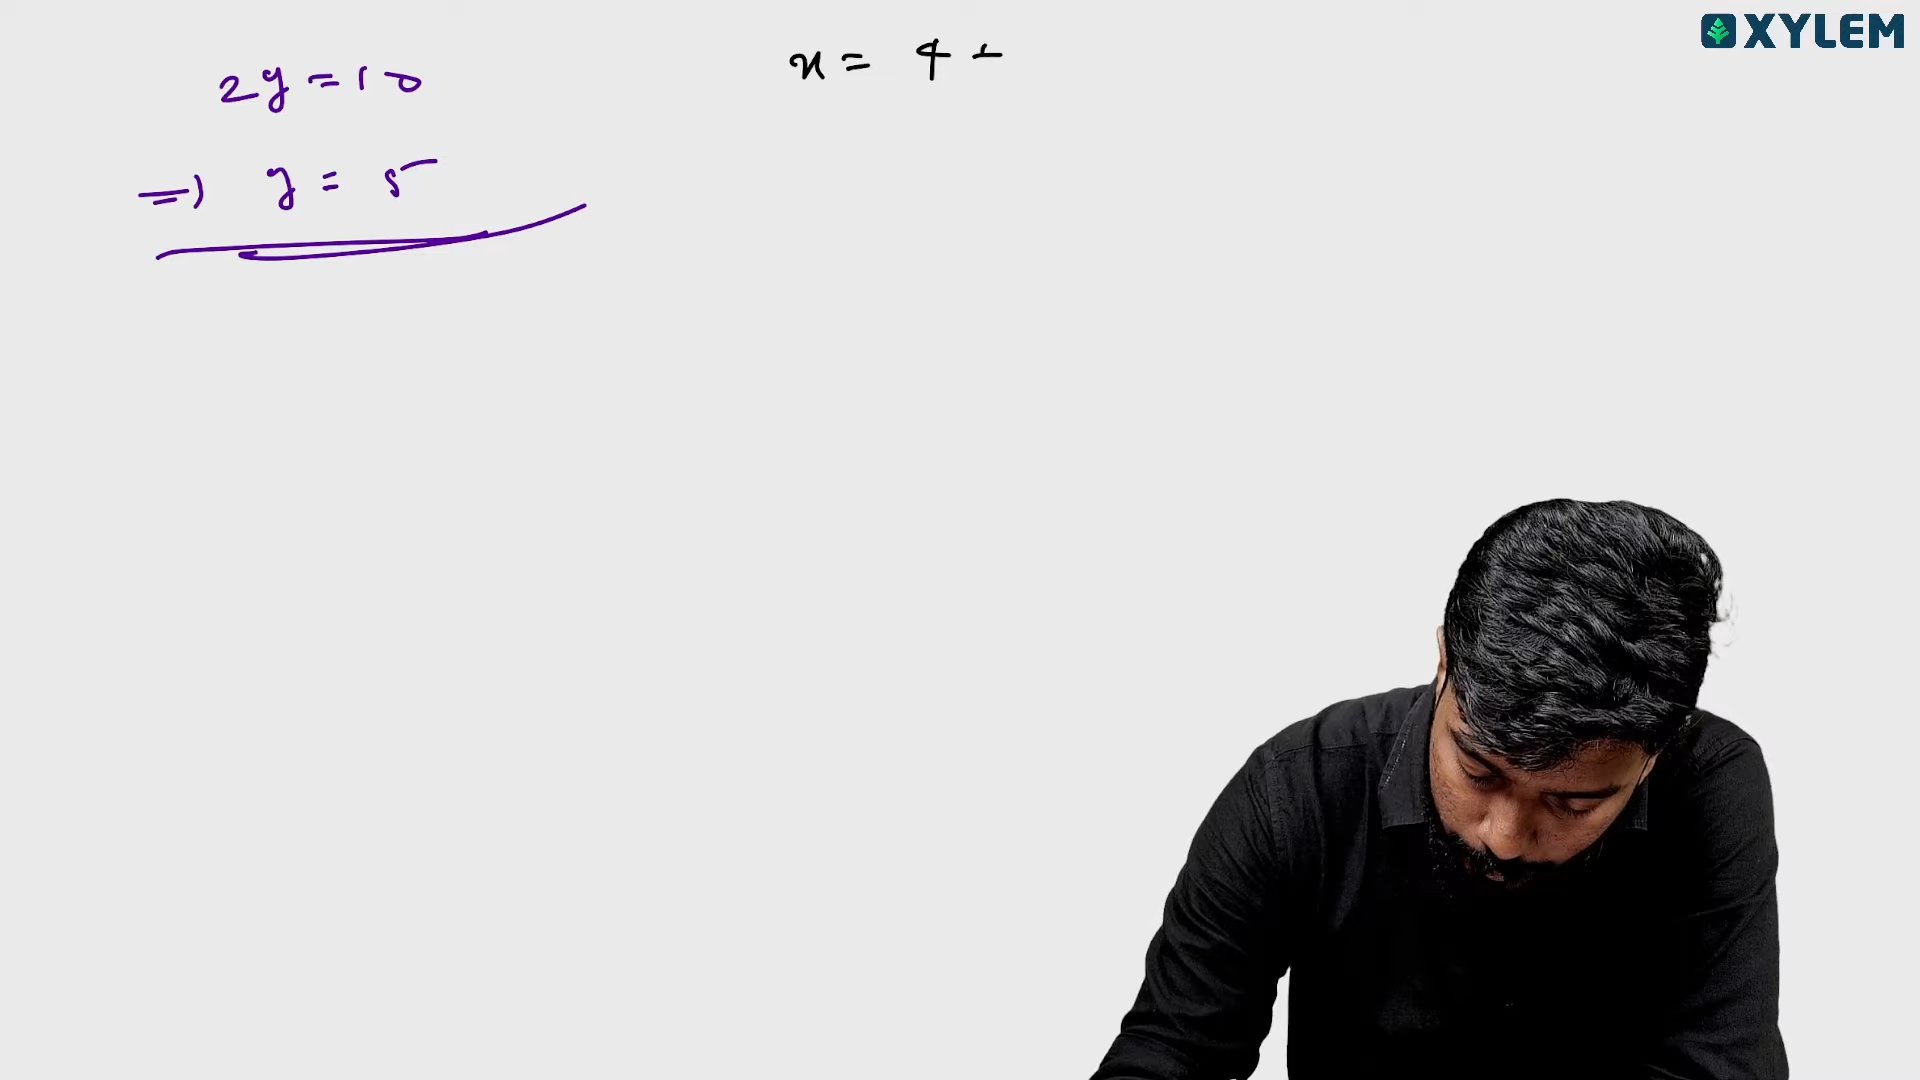 XYLEM
2y = 10
=> y = 5
x = 4 +